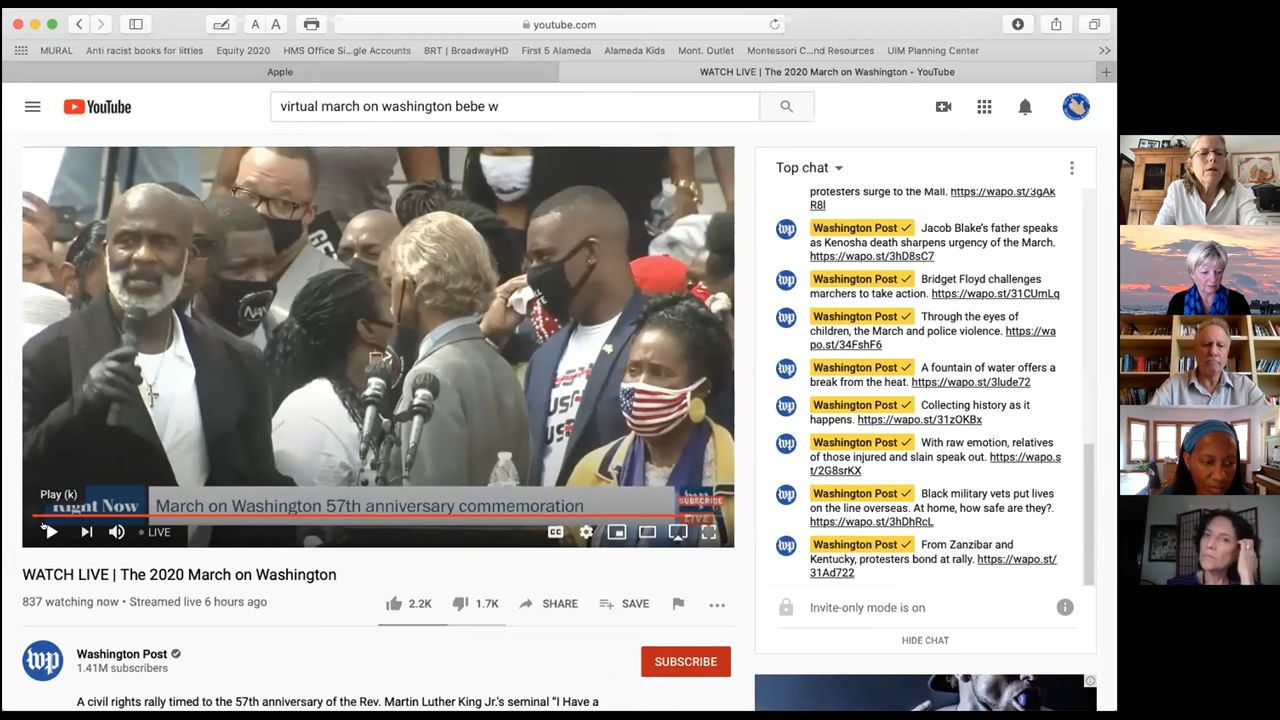 youtube.com
A A
MURAL Anti racist books for iittles Equity 2020 HMS Office Si...gle Accounts BRT | BroadwayHD First 5 Alameda Alameda Kids Mont. Outlet Montessori C...nd Resources UIM Planning Center
Apple
WATCH LIVE | The 2020 March on Washington - YouTube
YouTube
virtual march on washington bebe w
Top chat
protesters surge to the Mall. https://wapo.st/3gAk
R8l
Washington Post Jacob Blake's father speaks
as Kenosha death sharpens urgency of the March.
https://wapo.st/3hD8sC7
Washington Post Bridget Floyd challenges
marchers to take action. https://wapo.st/31CUmLq
Washington Post Through the eyes of
children, the March and police violence. https://wa
po.st/34FshF6
Washington Post A fountain of water offers a
break from the heat. https://wapo.st/3lude72
Washington Post Collecting history as it
happens. https://wapo.st/31zOKBx
Washington Post With raw emotion, relatives
of those injured and slain speak out. https://wapo.s
t/2G8srKX
Washington Post Black military vets put lives
on the line overseas. At home, how safe are they?.
https://wapo.st/3hDhRcL
Washington Post From Zanzibar and
Kentucky, protesters bond at rally. https://wapo.st/
31Ad722
Invite-only mode is on
HIDE CHAT
Play (k)
Right Now
March on Washington 57th anniversary commemoration
SUBSCRIBE
wp
LIVE
LIVE
CC
WATCH LIVE | The 2020 March on Washington
837 watching now • Streamed live 6 hours ago
2.2K 1.7K SHARE SAVE
wp
Washington Post
1.41M subscribers
SUBSCRIBE
A civil rights rally timed to the 57th anniversary of the Rev. Martin Luther King Jr.'s seminal "I Have a